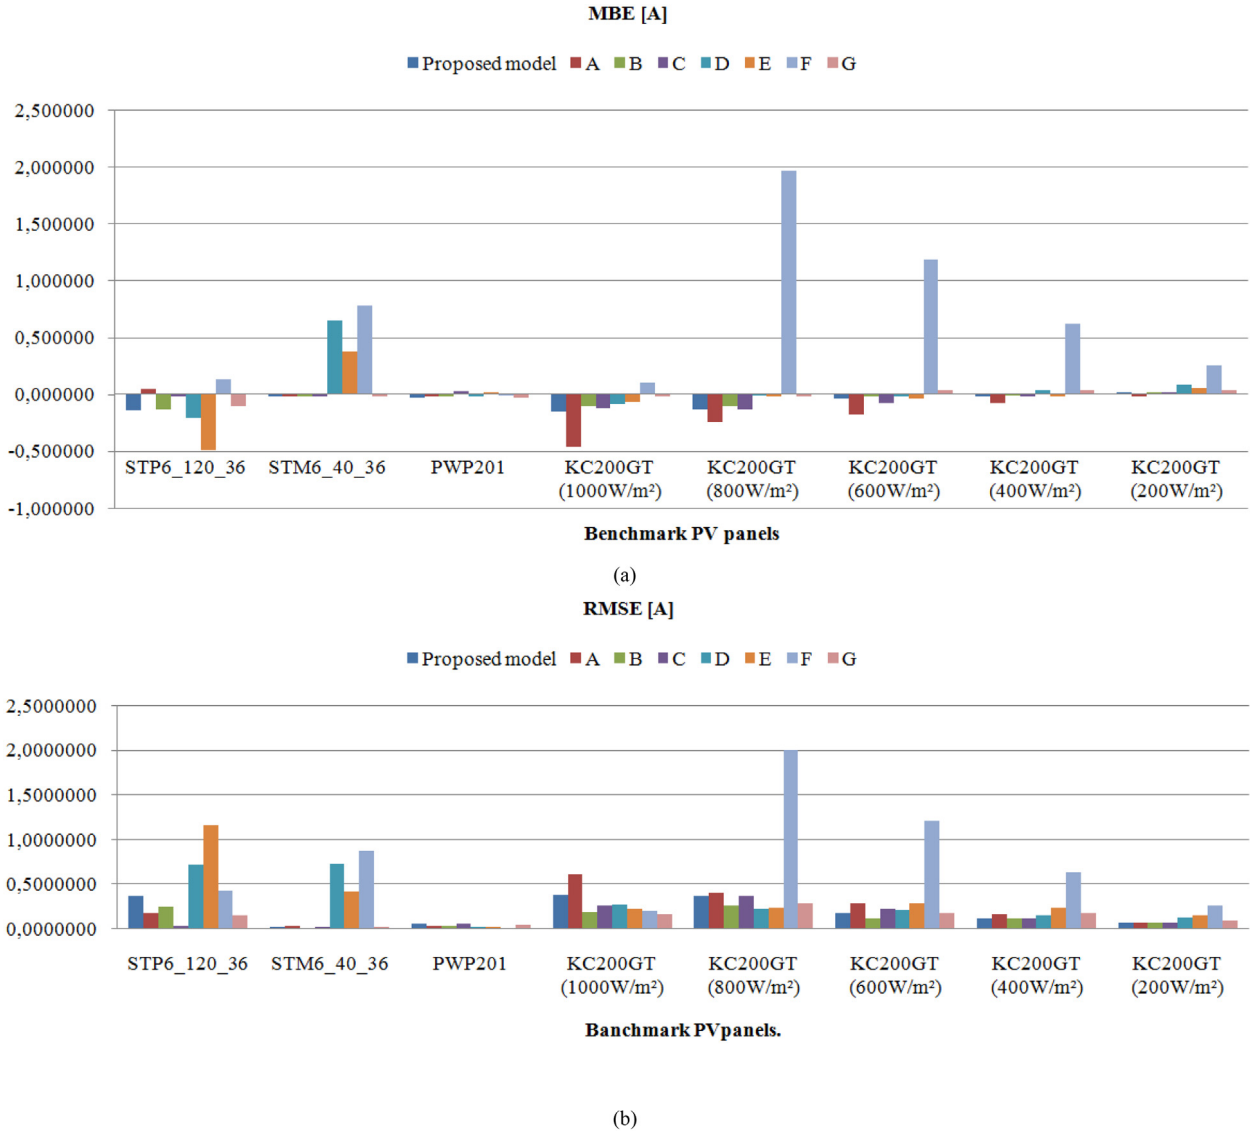 MBE [A]
Proposed model A B C D E F G
2,500000
2,000000
1,500000
1,000000
0,500000
0,000000
-0,500000
-1,000000
STP6_120_36 STM6_40_36 PWP201 KC200GT KC200GT KC200GT KC200GT KC200GT
(1000W/m²) (800W/m²) (600W/m²) (400W/m²) (200W/m²)
Benchmark PV panels
(a)
RMSE [A]
Proposed model A B C D E F G
2,5000000
2,0000000
1,5000000
1,0000000
0,5000000
0,0000000
STP6_120_36 STM6_40_36 PWP201 KC200GT KC200GT KC200GT KC200GT KC200GT
(1000W/m²) (800W/m²) (600W/m²) (400W/m²) (200W/m²)
Banchmark PVpanels.
(b)